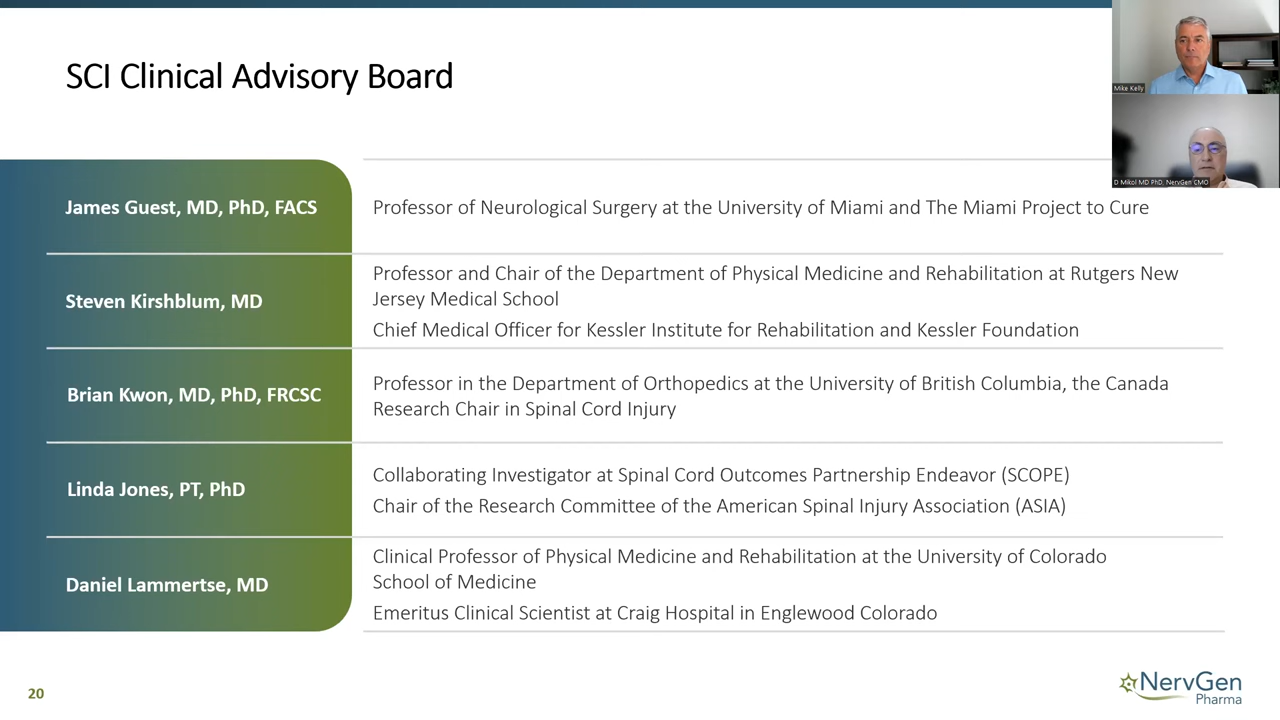 SCI Clinical Advisory Board
Mike Kelly
D Mikol MD PhD, NervGen CMO
James Guest, MD, PhD, FACS
Professor of Neurological Surgery at the University of Miami and The Miami Project to Cure
Steven Kirshblum, MD
Professor and Chair of the Department of Physical Medicine and Rehabilitation at Rutgers New
Jersey Medical School
Chief Medical Officer for Kessler Institute for Rehabilitation and Kessler Foundation
Brian Kwon, MD, PhD, FRCSC
Professor in the Department of Orthopedics at the University of British Columbia, the Canada
Research Chair in Spinal Cord Injury
Linda Jones, PT, PhD
Collaborating Investigator at Spinal Cord Outcomes Partnership Endeavor (SCOPE)
Chair of the Research Committee of the American Spinal Injury Association (ASIA)
Daniel Lammertse, MD
Clinical Professor of Physical Medicine and Rehabilitation at the University of Colorado
School of Medicine
Emeritus Clinical Scientist at Craig Hospital in Englewood Colorado
20
NervGen
Pharma